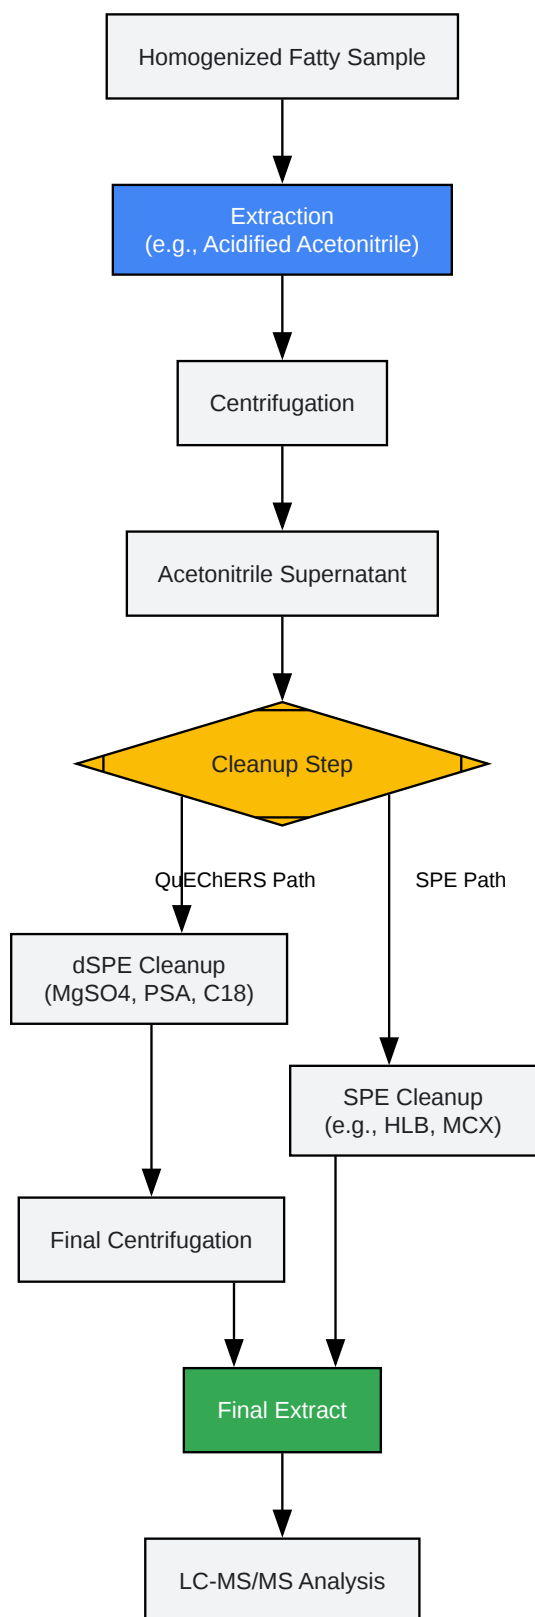 Homogenized Fatty Sample
Extraction
(e.g., Acidified Acetonitrile)
Centrifugation
Acetonitrile Supernatant
Cleanup Step
QuEChERS Path
SPE Path
dSPE Cleanup
(MgSO4, PSA, C18)
SPE Cleanup
(e.g., HLB, MCX)
Final Centrifugation
Final Extract
LC-MS/MS Analysis